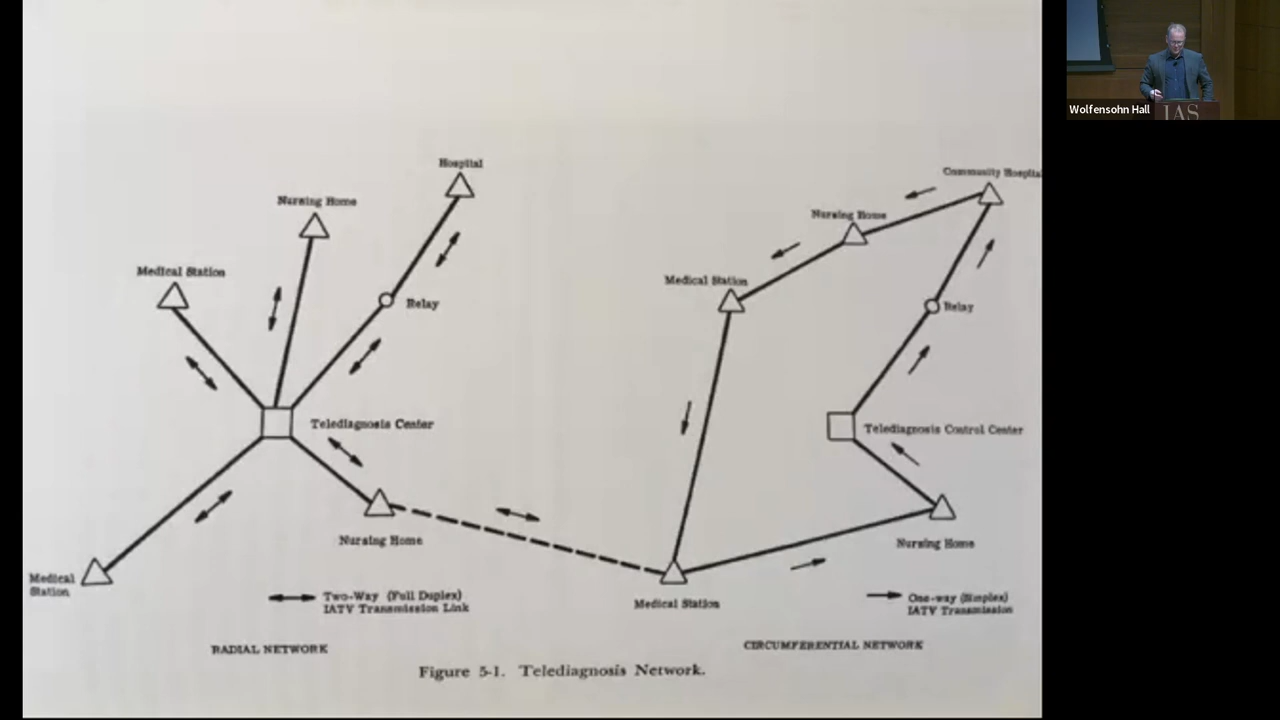 Hospital
Nursing Home
Medical Station
Relay
Telediagnosis Center
Nursing Home
Medical
Station
Two-Way (Full Duplex)
IATV Transmission Link
RADIAL NETWORK
Community Hospital
Nursing Home
Medical Station
Relay
Telediagnosis Control Center
Nursing Home
Medical Station
One-way (Simplex)
IATV Transmission
CIRCUMFERENTIAL NETWORK
Figure 5-1. Telediagnosis Network.
Wolfensohn Hall
IAS